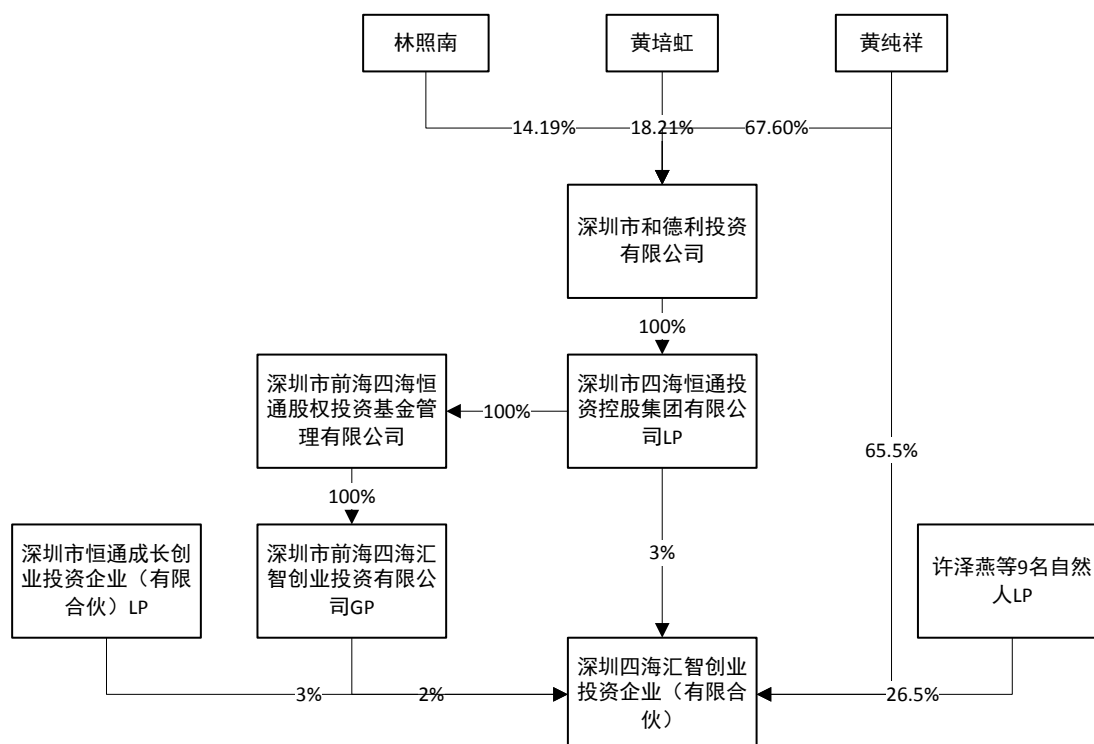 林照南
黄培虹
黄纯祥
14.19%
18.21%
67.60%
深圳市和德利投资
有限公司
100%
深圳市前海四海恒
通股权投资基金管
理有限公司
100%
深圳市四海恒通投
资控股集团有限公
司LP
65.5%
100%
3%
深圳市恒通成长创
业投资企业（有限
合伙）LP
深圳市前海四海汇
智创业投资有限公
司GP
许泽燕等9名自然
人LP
深圳四海汇智创业
投资企业（有限合
伙）
3%
2%
26.5%